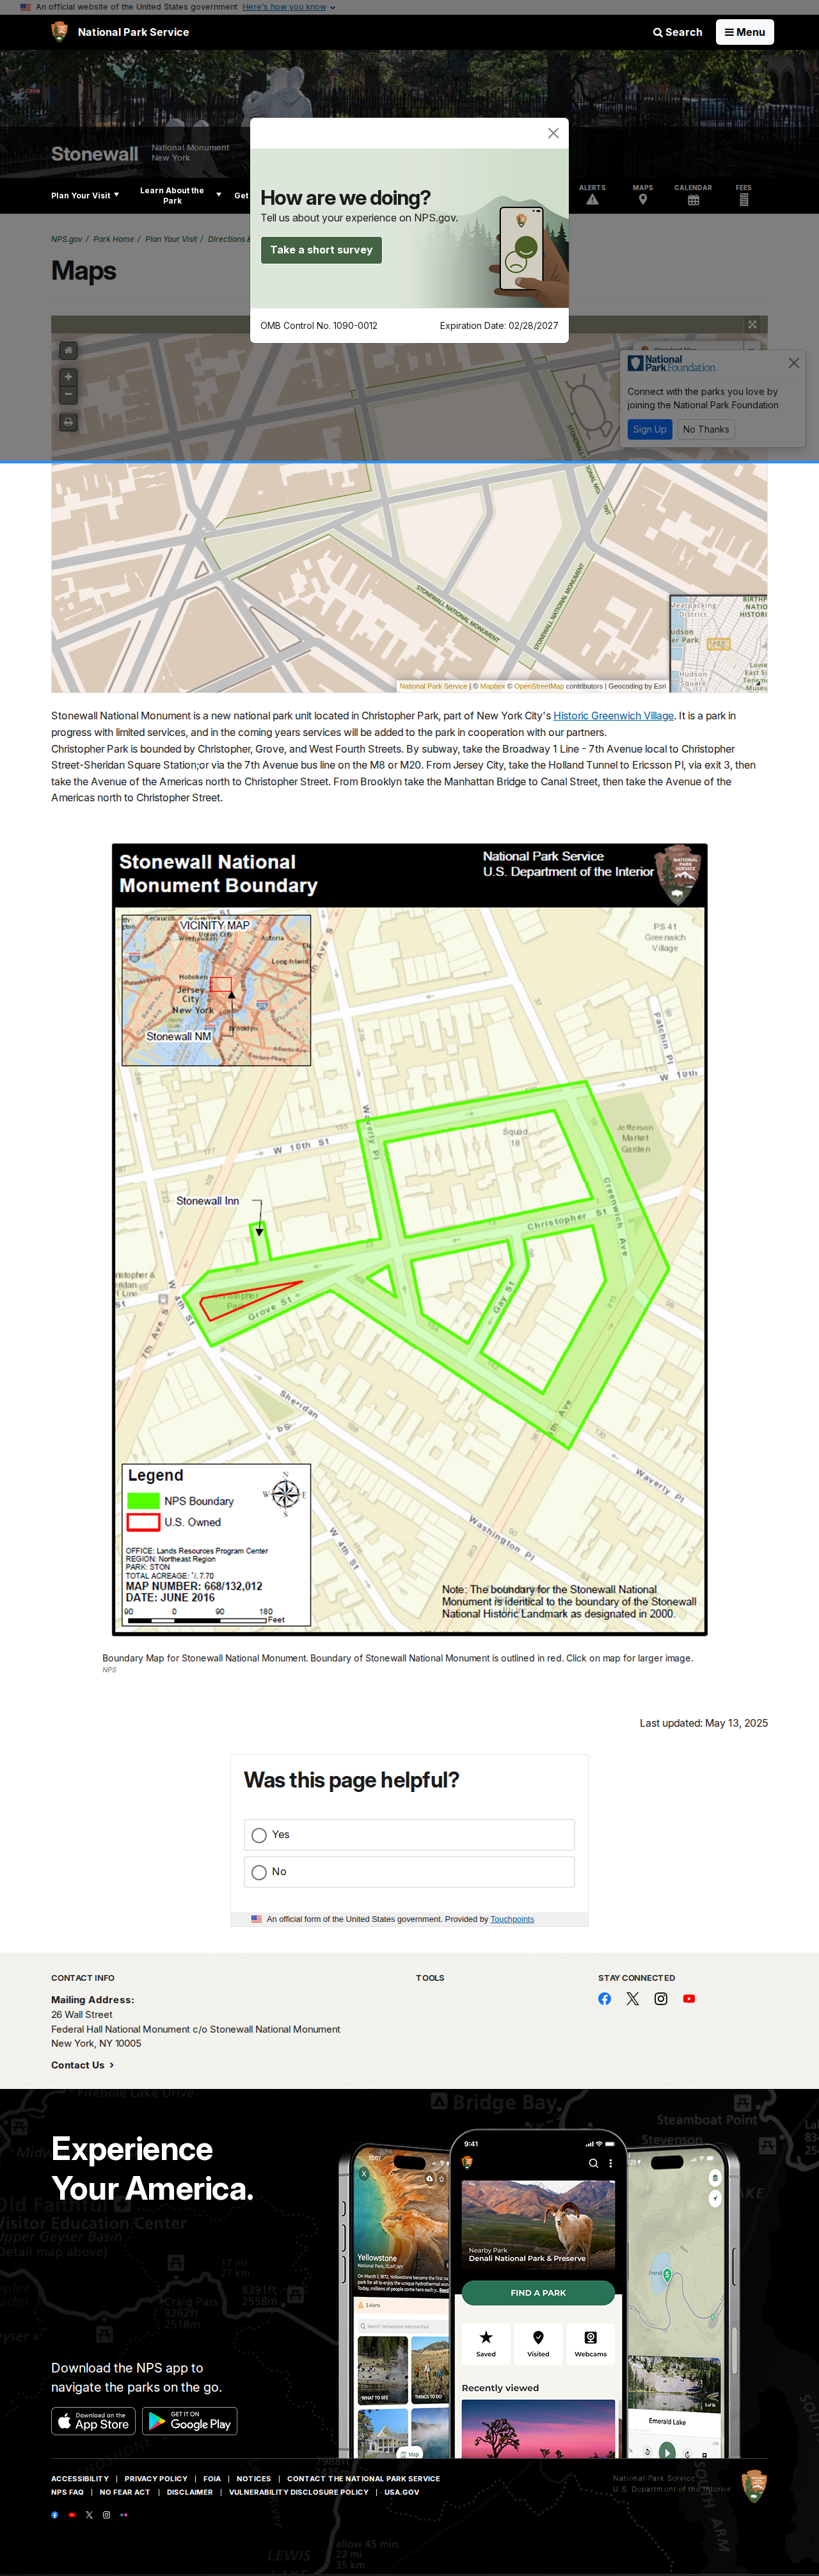 An official website of the United States government Here's how you know
National Park Service
Search
Menu
Stonewall
National Monument
New York
Plan Your Visit
Learn About the
Park
Get
ALERTS
MAPS
CALENDAR
FEES
NPS.gov / Park Home / Plan Your Visit / Directions &
Maps
How are we doing?
Tell us about your experience on NPS.gov.
Take a short survey
OMB Control No. 1090-0012
Expiration Date: 02/28/2027
National
Park Foundation
Connect with the parks you love by
joining the National Park Foundation
Sign Up
No Thanks
STONEWALL NATIONAL MONUMENT
STONEWALL NATIONAL MONUMENT
Meatpacking
District
Hudson
Square
National Park Service | © Mapbox © OpenStreetMap contributors | Geocoding by Esri
Stonewall National Monument is a new national park unit located in Christopher Park, part of New York City's Historic Greenwich Village. It is a park in
progress with limited services, and in the coming years services will be added to the park in cooperation with our partners.
Christopher Park is bounded by Christopher, Grove, and West Fourth Streets. By subway, take the Broadway 1 Line - 7th Avenue local to Christopher
Street-Sheridan Square Station;or via the 7th Avenue bus line on the M8 or M20. From Jersey City, take the Holland Tunnel to Ericsson Pl, via exit 3, then
take the Avenue of the Americas north to Christopher Street. From Brooklyn take the Manhattan Bridge to Canal Street, then take the Avenue of the
Americas north to Christopher Street.
Stonewall National
Monument Boundary
National Park Service
U.S. Department of the Interior
VICINITY MAP
Weehawken
Astoria
Long Island
Hoboken
Jersey
City
New York
Brooklyn
Stonewall NM
PS 41
Greenwich
Village
Patchin Pl
W 10th
Waverly Pl
Jefferson
Market
Garden
Squad
18
W 10th St
Stonewall Inn
Greenwich Ave
Christopher St
W 4th St
Christopher
Park
Grove St
Gay St
7th Ave S
Sheridan
Waverly Pl
Washington Pl
W 4th St
Legend
NPS Boundary
U.S. Owned
N
W
E
S
OFFICE: Lands Resources Program Center
REGION: Northeast Region
PARK: STON
TOTAL ACREAGE: +/- 7.70
MAP NUMBER: 668/132,012
DATE: JUNE 2016
90 0 90 180
Feet
Note: The boundary for the Stonewall National
Monument is identical to the boundary of the Stonewall
National Historic Landmark as designated in 2000.
Boundary Map for Stonewall National Monument. Boundary of Stonewall National Monument is outlined in red. Click on map for larger image.
NPS
Last updated: May 13, 2025
Was this page helpful?
Yes
No
An official form of the United States government. Provided by Touchpoints
CONTACT INFO
TOOLS
STAY CONNECTED
Mailing Address:
26 Wall Street
Federal Hall National Monument c/o Stonewall National Monument
New York, NY 10005
Contact Us
Experience
Your America.
9:41
Yellowstone
Nearby Park
Denali National Park & Preserve
FIND A PARK
Saved
Visited
Webcams
Recently viewed
WHAT TO SEE
THINGS TO DO
Map
Emerald Lake
Download the NPS app to
navigate the parks on the go.
Download on the
App Store
GET IT ON
Google Play
ACCESSIBILITY | PRIVACY POLICY | FOIA | NOTICES | CONTACT THE NATIONAL PARK SERVICE
NPS FAQ | NO FEAR ACT | DISCLAIMER | VULNERABILITY DISCLOSURE POLICY | USA.GOV
National Park Service
U.S. Department of the Interior